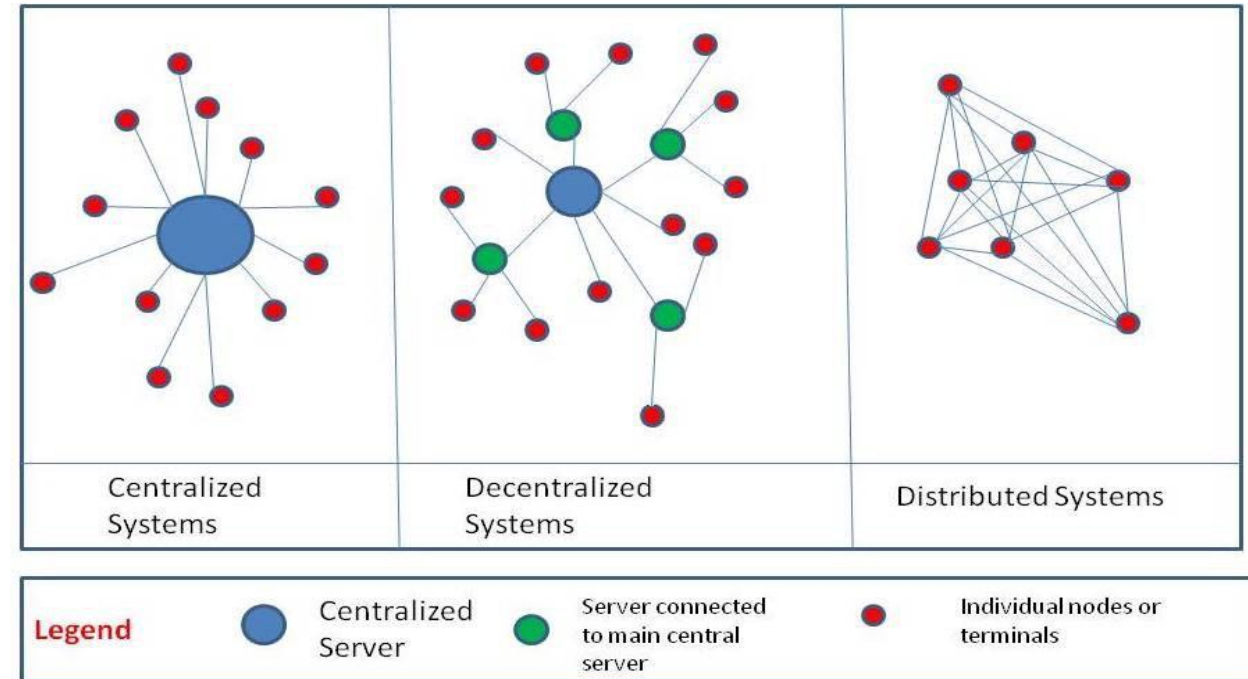 Centralized
Systems
Decentralized
Systems
Distributed Systems
Legend
Centralized
Server
Server connected
to main central
server
Individual nodes or
terminals